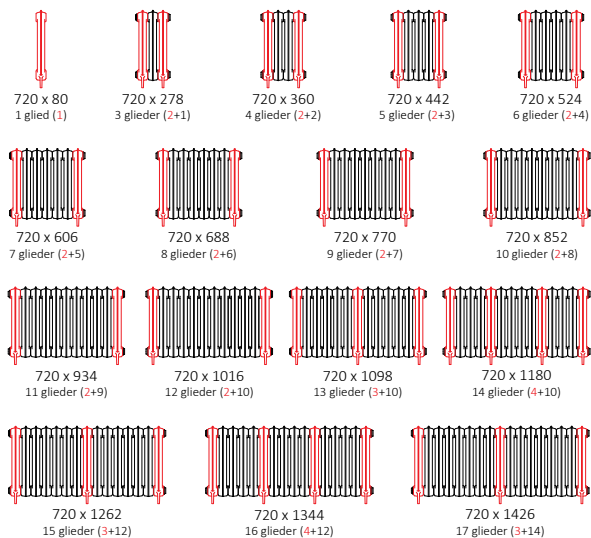 720 x 80
1 glied (1)
720 x 278
3 glieder (2+1)
720 x 360
4 glieder (2+2)
720 x 442
5 glieder (2+3)
720 x 524
6 glieder (2+4)
720 x 606
7 glieder (2+5)
720 x 688
8 glieder (2+6)
720 x 770
9 glieder (2+7)
720 x 852
10 glieder (2+8)
720 x 934
11 glieder (2+9)
720 x 1016
12 glieder (2+10)
720 x 1098
13 glieder (3+10)
720 x 1180
14 glieder (4+10)
720 x 1262
15 glieder (3+12)
720 x 1344
16 glieder (4+12)
720 x 1426
17 glieder (3+14)